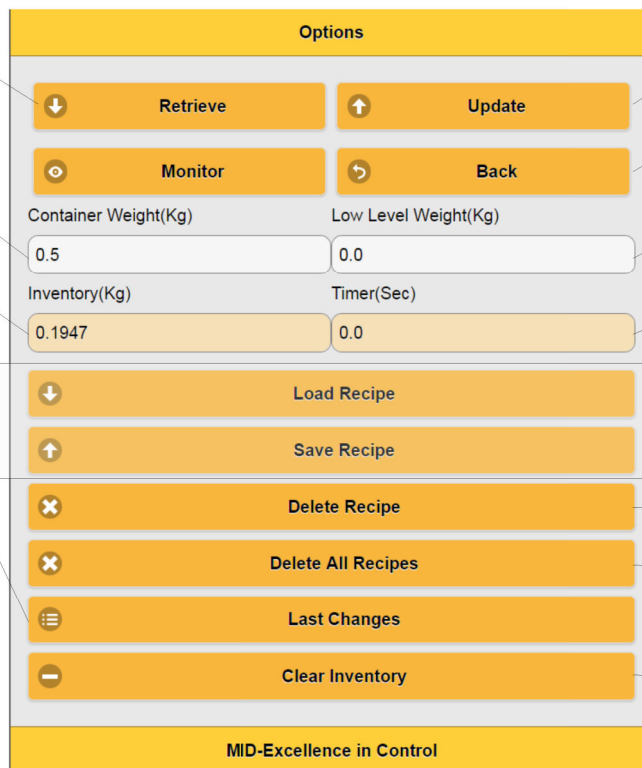 Options
Retrieve Update
Monitor Back
Container Weight(Kg) Low Level Weight(Kg)
0.5 0.0
Inventory(Kg) Timer(Sec)
0.1947 0.0
Load Recipe
Save Recipe
Delete Recipe
Delete All Recipes
Last Changes
Clear Inventory
MID-Excellence in Control